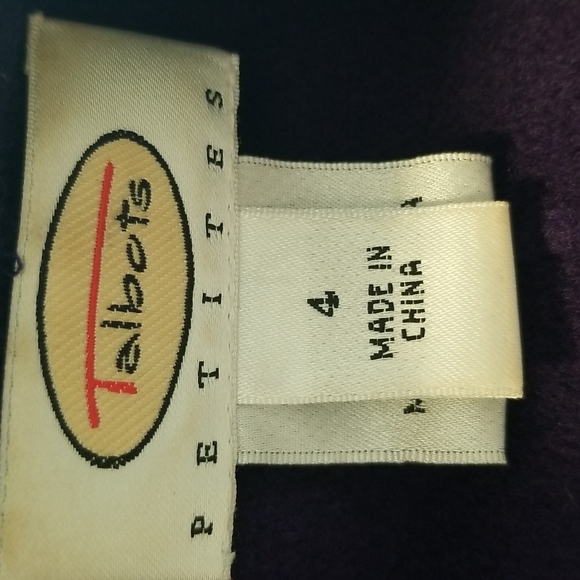 Talbots
PETITES
4
MADE IN
CHINA